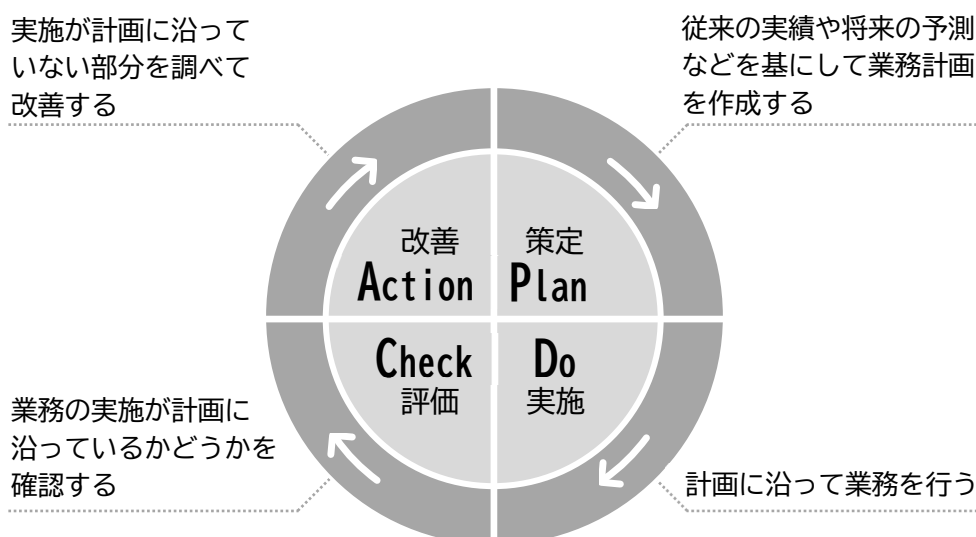 実施が計画に沿って
いない部分を調べて
改善する
従来の実績や将来の予測
などを基にして業務計画
を作成する
改善
Action
策定
Plan
Check
評価
Do
実施
業務の実施が計画に
沿っているかどうかを
確認する
計画に沿って業務を行う